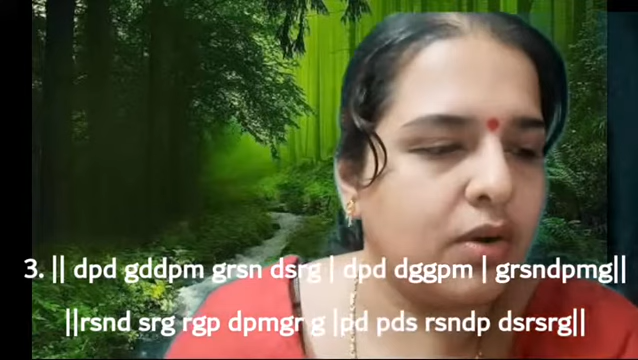 3. || dpd gddpm grsn dsrg | dpd dggpm | grsndpmg||
||rsnd srg rgp dpmgr g |pd pds rsndp dsrsrg||